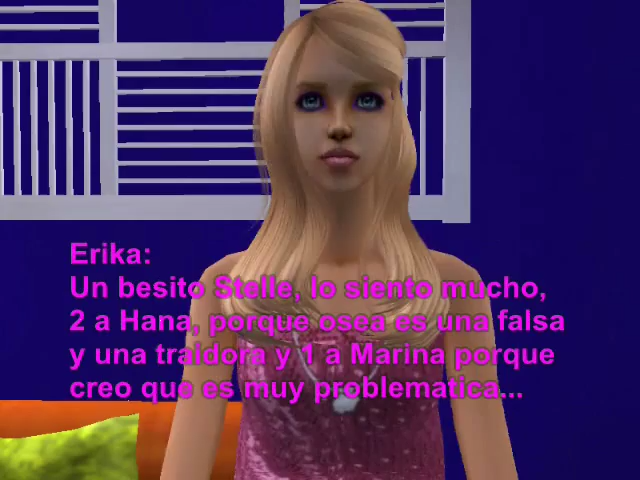 Erika:
Un besito Stelle, lo siento mucho,
2 a Hana, porque osea es una falsa
y una traidora y 1 a Marina porque
creo que es muy problematica...